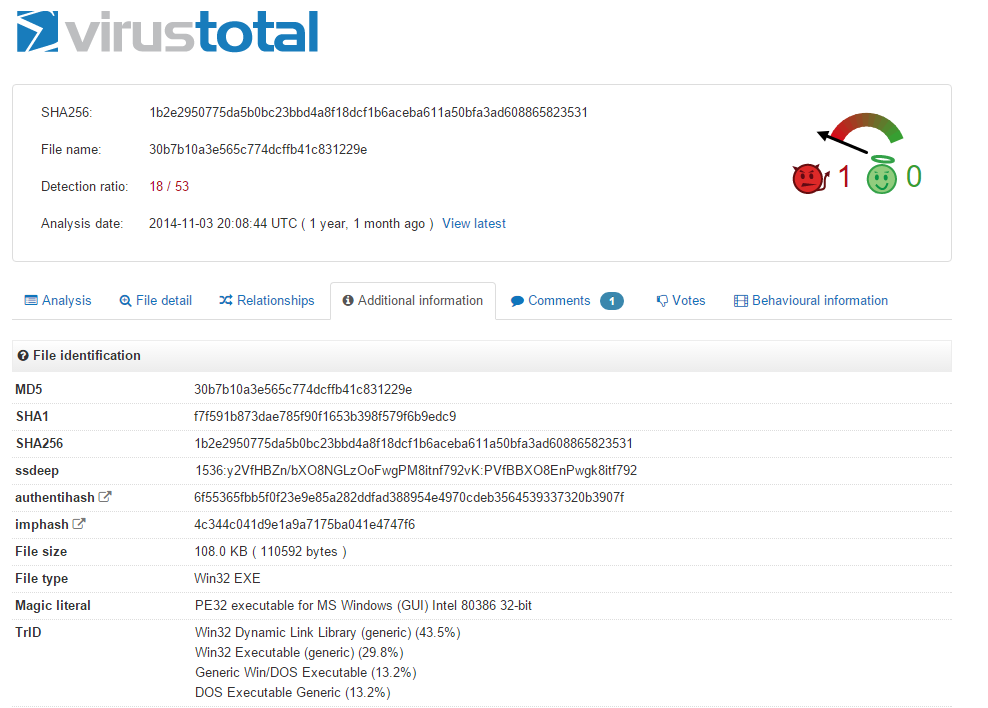 virustotal
SHA256: 1b2e2950775da5b0bc23bbd4a8f18dcf1b6aceba611a50bfa3ad608865823531
File name: 30b7b10a3e565c774dcffb41c831229e
Detection ratio: 18 / 53
Analysis date: 2014-11-03 20:08:44 UTC ( 1 year, 1 month ago ) View latest
1 0
Analysis File detail Relationships Additional information Comments 1 Votes Behavioural information
File identification
MD5 30b7b10a3e565c774dcffb41c831229e
SHA1 f7f591b873dae785f90f1653b398f579f6b9edc9
SHA256 1b2e2950775da5b0bc23bbd4a8f18dcf1b6aceba611a50bfa3ad608865823531
ssdeep 1536:y2VfHBZn/bXO8NGLzOoFwgPM8itnf792vK:PVfBBXO8EnPwgk8itf792
authentihash 6f55365fbb5f0f23e9e85a282ddfad388954e4970cdeb3564539337320b3907f
imphash 4c344c041d9e1a9a7175ba041e4747f6
File size 108.0 KB ( 110592 bytes )
File type Win32 EXE
Magic literal PE32 executable for MS Windows (GUI) Intel 80386 32-bit
TrID Win32 Dynamic Link Library (generic) (43.5%)
Win32 Executable (generic) (29.8%)
Generic Win/DOS Executable (13.2%)
DOS Executable Generic (13.2%)